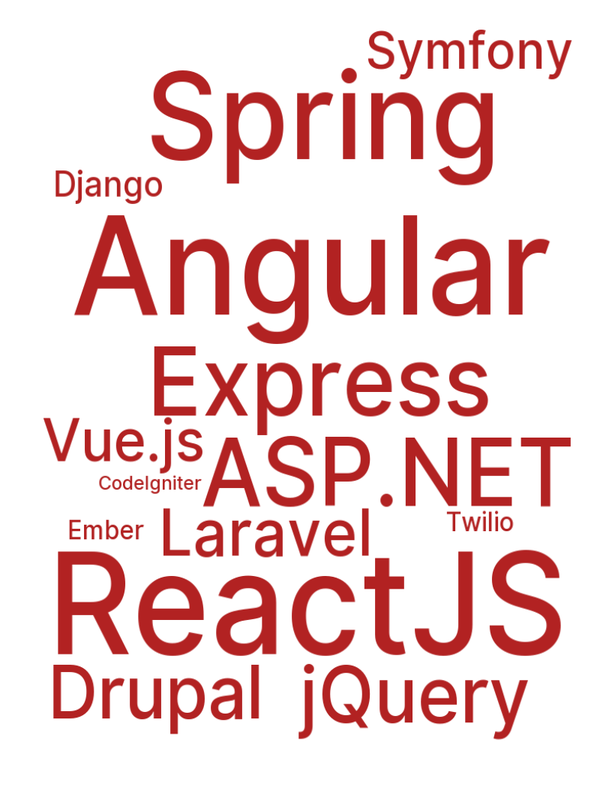 Symfony
Spring
Django
Angular
Express
Vue.js
ASP.NET
CodeIgniter
Laravel
Twilio
Ember
ReactJS
Drupal jQuery